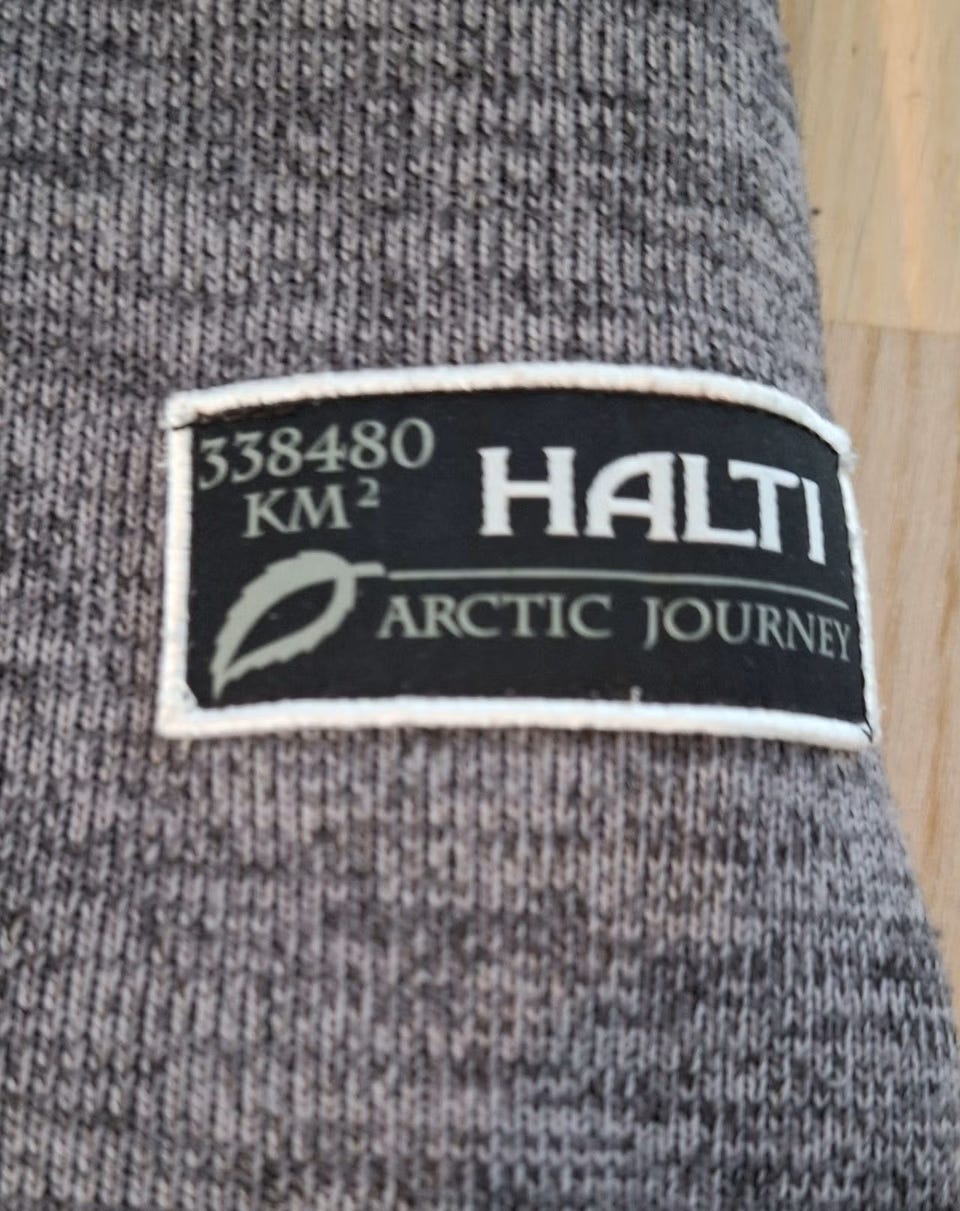 338480
KM²
HALTI
ARCTIC JOURNEY